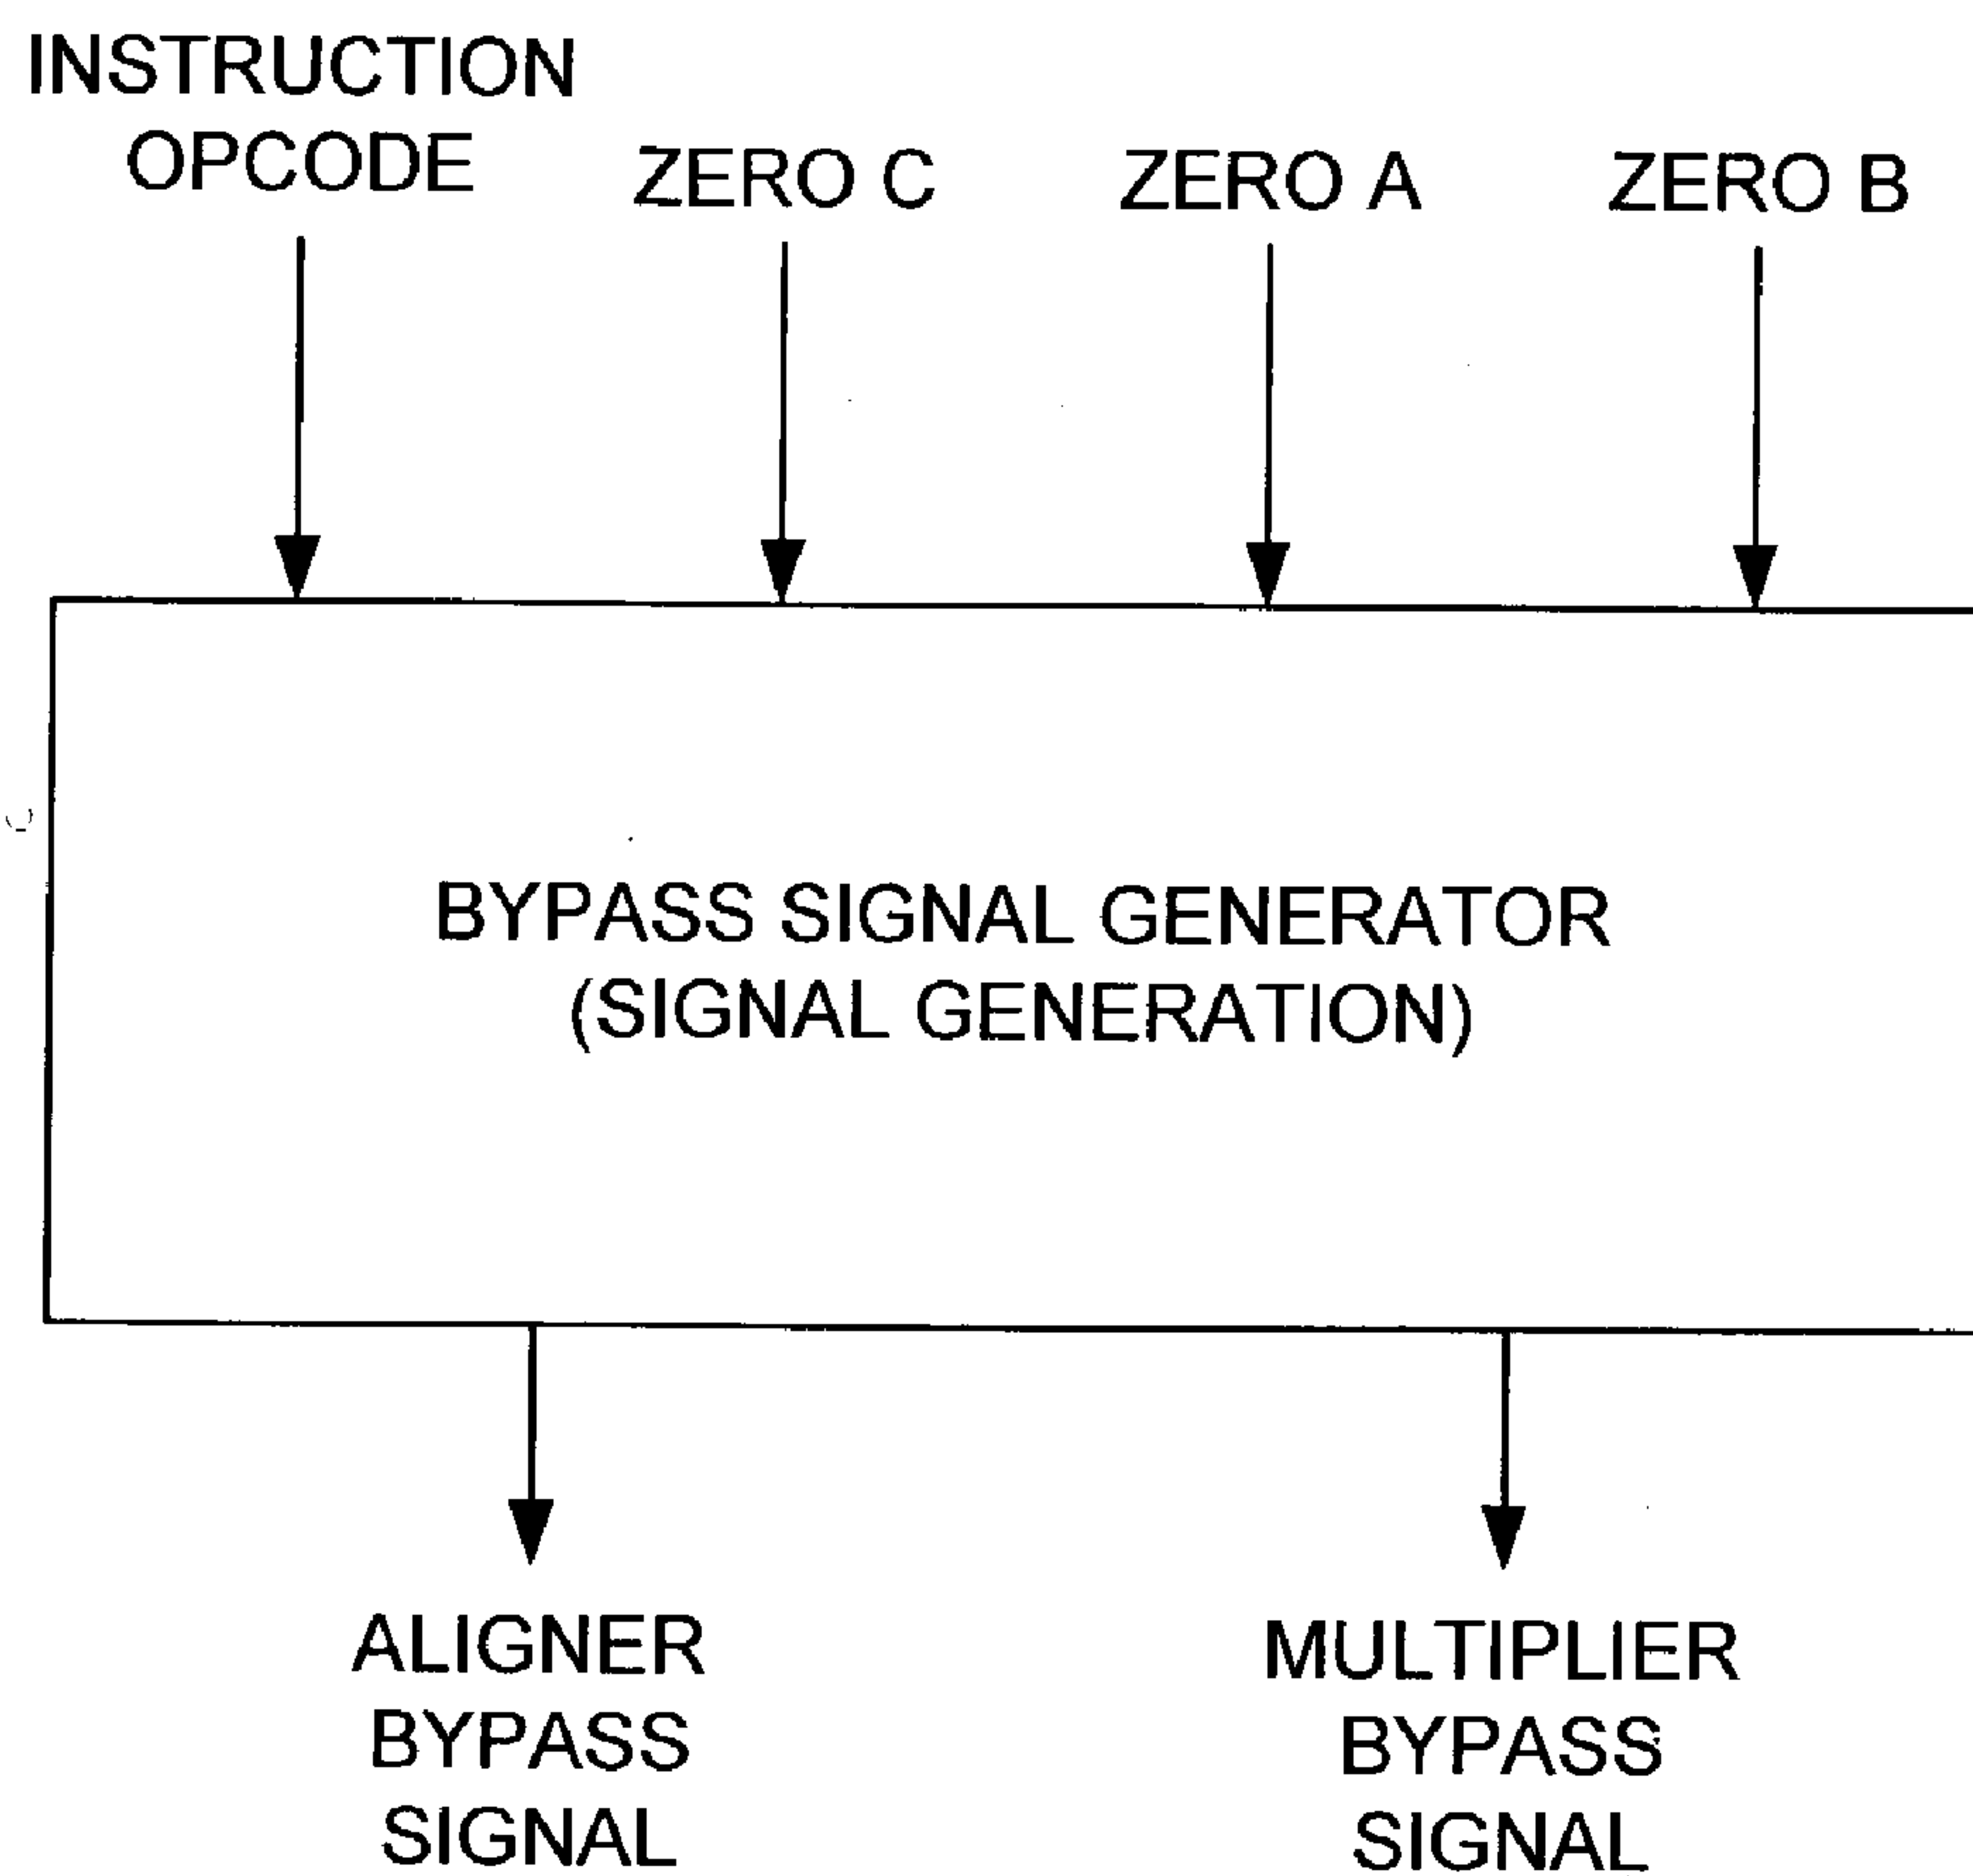 INSTRUCTION
OPCODE
ZERO C
ZERO A
ZERO B
BYPASS SIGNAL GENERATOR
(SIGNAL GENERATION)
ALIGNER
BYPASS
SIGNAL
MULTIPLIER
BYPASS
SIGNAL